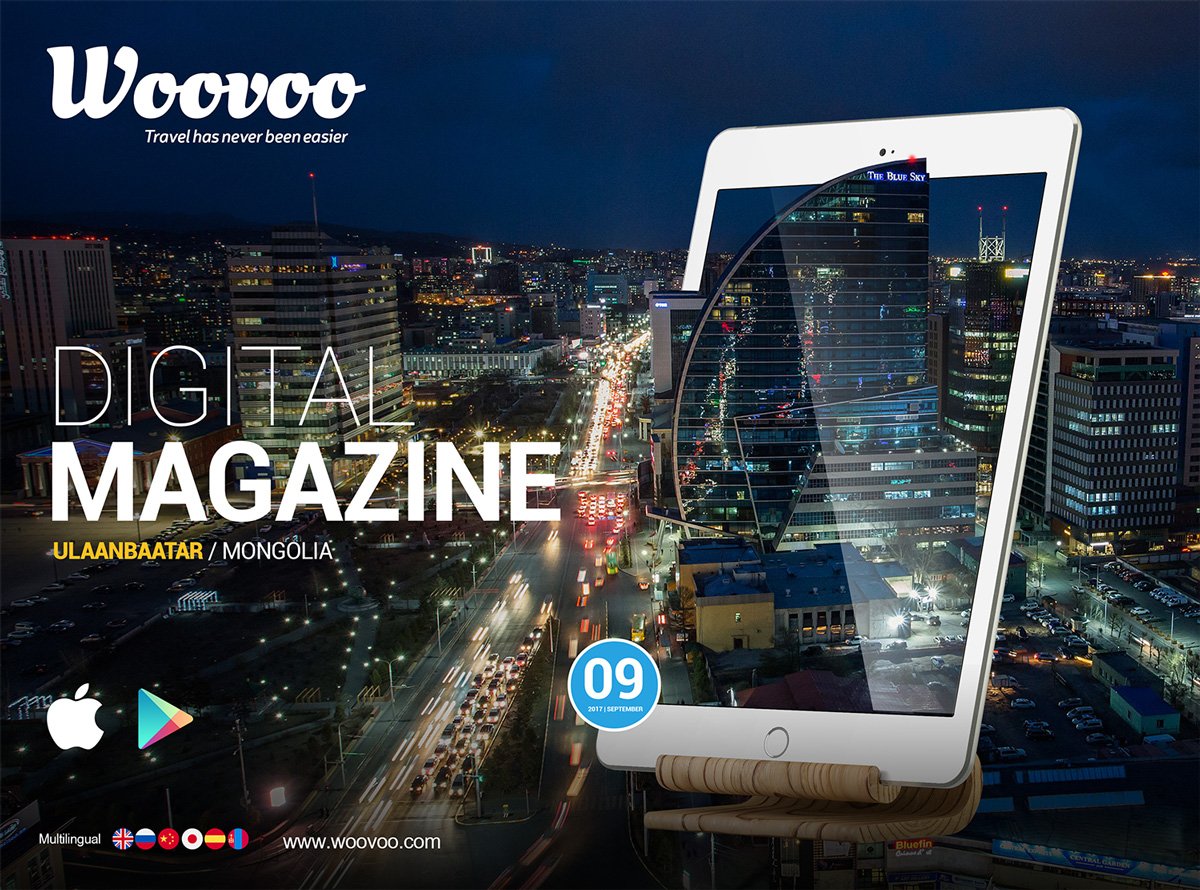 Woovoo
Travel has never been easier
THE BLUE SKY
DIGITAL
MAGAZINE
ULAANBAATAR / MONGOLIA
09
2017 | SEPTEMBER
Multilingual
www.woovoo.com
Bluefin
CENTRAL GARDEN